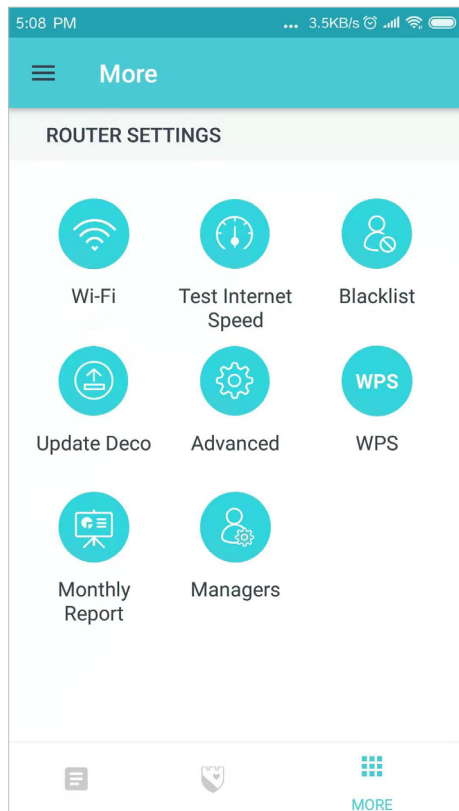 5:08 PM ... 3.5KB/s
More
ROUTER SETTINGS
Wi-Fi
Test Internet
Speed
Blacklist
WPS
Update Deco
Advanced
WPS
Monthly
Report
Managers
MORE